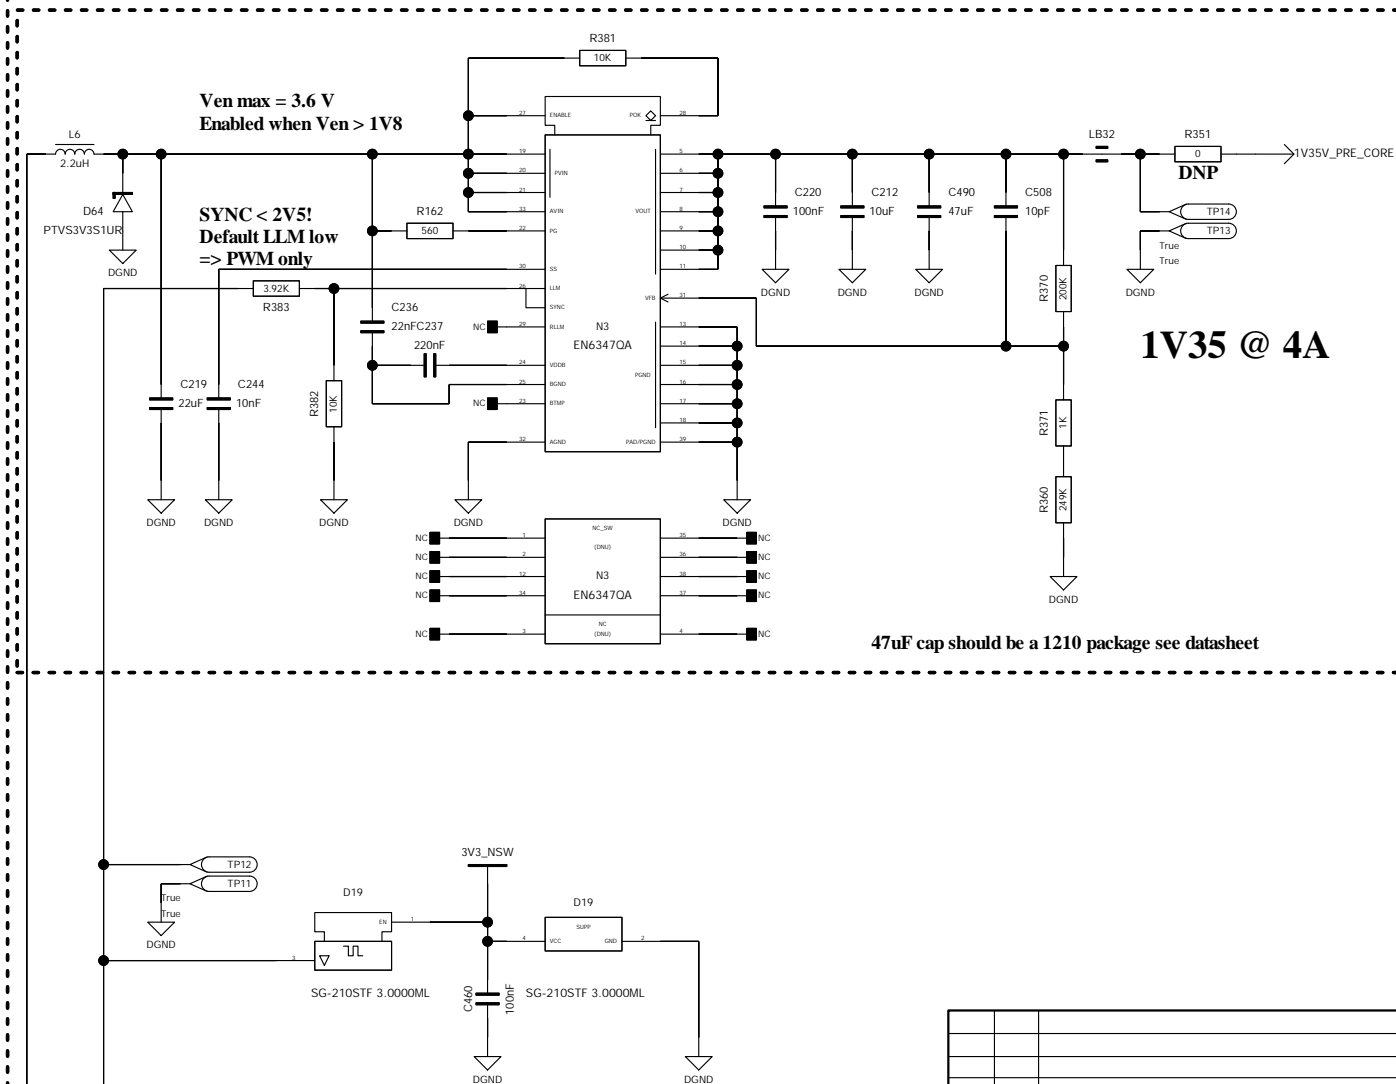 R381
10K
Ven max = 3.6 V
Enabled when Ven > 1V8
27 ENABLE POK 28
L6
2.2uH
LB32
R351
0
DNP
1V35V_PRE_CORE
19 5
20 PVIN 6
21 7
33 AVIN VOUT 8
22 PG 9
10
30 SS 11
26 LLM
SYNC VFB 31
29 RLLM 13
14
24 VDDB 15
25 BGND PGND 16
23 BTMP 17
18
32 AGND PAD/PGND 39
N3
EN6347QA
D64
PTVS3V3S1UR
DGND
SYNC < 2V5!
Default LLM low
=> PWM only
R162
560
3.92K
R383
C236
22nF
C237
220nF
NC
NC
C219
22uF
C244
10nF
R382
10K
DGND
DGND
DGND
DGND
DGND
C220
100nF
C212
10uF
C490
47uF
C508
10pF
DGND
DGND
DGND
TP14
TP13
True
True
DGND
R370
200K
1V35 @ 4A
R371
1K
R360
249K
DGND
NC 1 NC_SW 35 NC
NC 2 (DNU) 36 NC
NC 12 N3 38 NC
NC 34 EN6347QA 37 NC
NC 3 NC (DNU) 4 NC
47uF cap should be a 1210 package see datasheet
TP12
TP11
True
True
DGND
3V3_NSW
D19
EN 1
3
SG-210STF 3.0000ML
D19
SUPP
4 VCC GND 2
SG-210STF 3.0000ML
C460
100nF
DGND
DGND